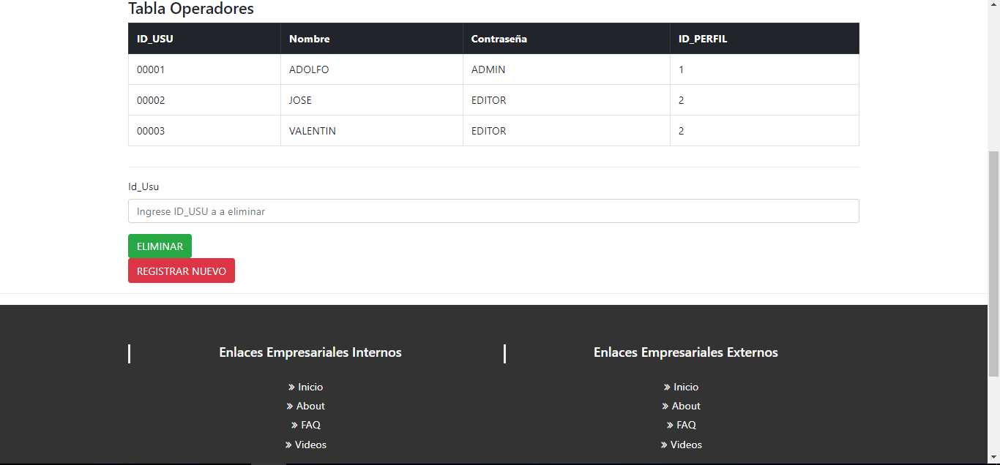 Tabla Operadores
ID_USU Nombre Contraseña ID_PERFIL
00001 ADOLFO ADMIN 1
00002 JOSE EDITOR 2
00003 VALENTIN EDITOR 2
Id_Usu
Ingrese ID_USU a a eliminar
ELIMINAR
REGISTRAR NUEVO
Enlaces Empresariales Internos Enlaces Empresariales Externos
» Inicio » Inicio
» About » About
» FAQ » FAQ
» Videos » Videos